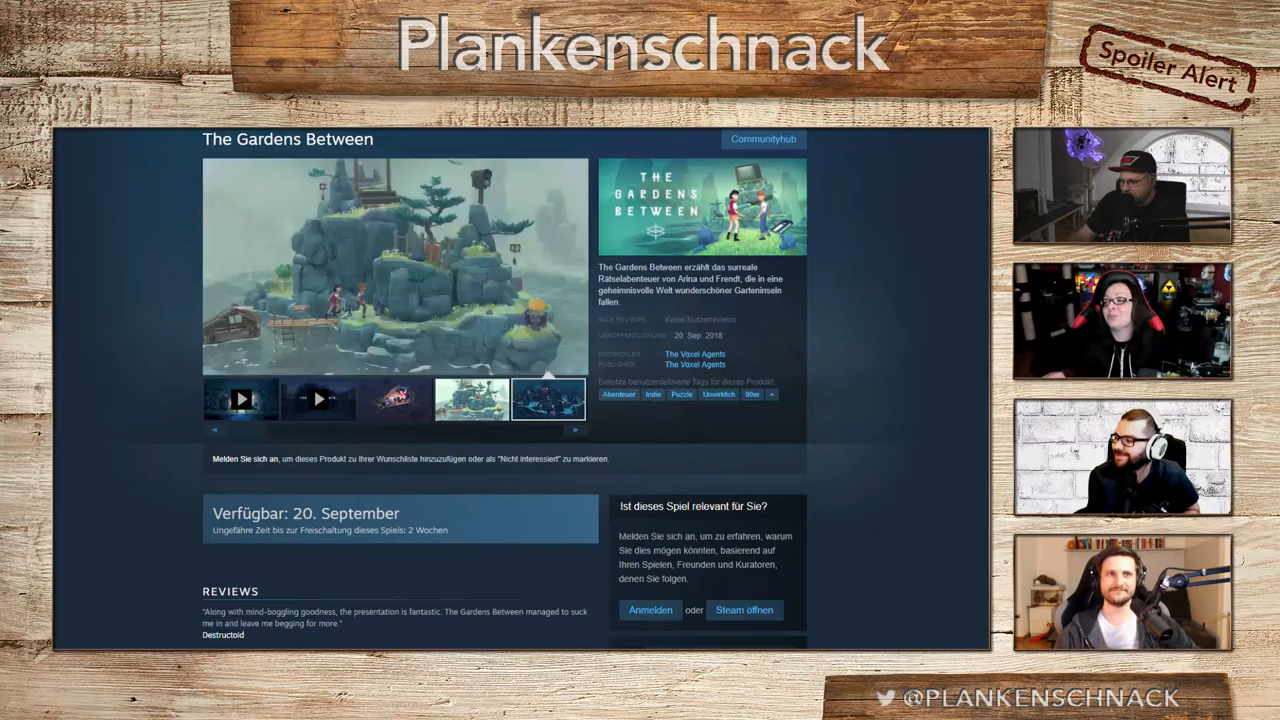 Plankenschnack
Spoiler Alert
The Gardens Between
Communityhub
THE
GARDENS
BETWEEN
The Gardens Between erzählt das surreale
Rätselabenteuer von Arina und Frendt, die in eine
geheimnisvolle Welt wunderschöner Garteninseln
fallen.
ALLE REVIEWS: Keine Nutzerreviews
VERÖFFENTLICHUNG: 20. Sep. 2018
ENTWICKLER: The Voxel Agents
PUBLISHER: The Voxel Agents
Beliebte benutzerdefinierte Tags für dieses Produkt:
Abenteuer Indie Puzzle Unwirklich 90er +
Melden Sie sich an, um dieses Produkt zu Ihrer Wunschliste hinzuzufügen oder als "Nicht interessiert" zu markieren.
Verfügbar: 20. September
Ungefähre Zeit bis zur Freischaltung dieses Spiels: 2 Wochen
Ist dieses Spiel relevant für Sie?
Melden Sie sich an, um zu erfahren, warum
Sie dies mögen könnten, basierend auf
Ihren Spielen, Freunden und Kuratoren,
denen Sie folgen.
Anmelden oder Steam öffnen
REVIEWS
"Along with mind-boggling goodness, the presentation is fantastic. The Gardens Between managed to suck
me in and leave me begging for more."
Destructoid
@PLANKENSCHNACK